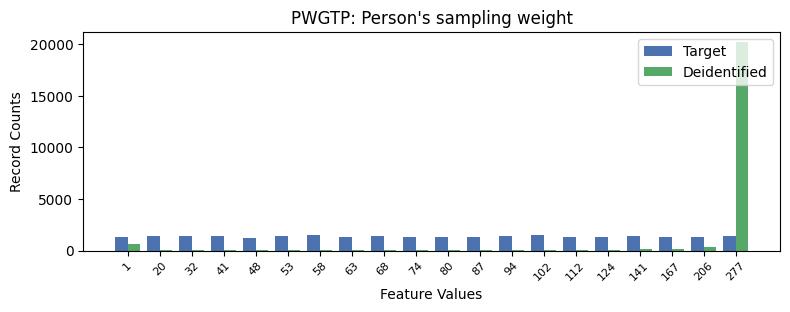 PWGTP: Person's sampling weight
20000
15000
10000
5000
0
Record Counts
Target
Deidentified
1 20 32 41 48 53 58 63 68 74 80 87 94 102 112 124 141 167 206 277
Feature Values